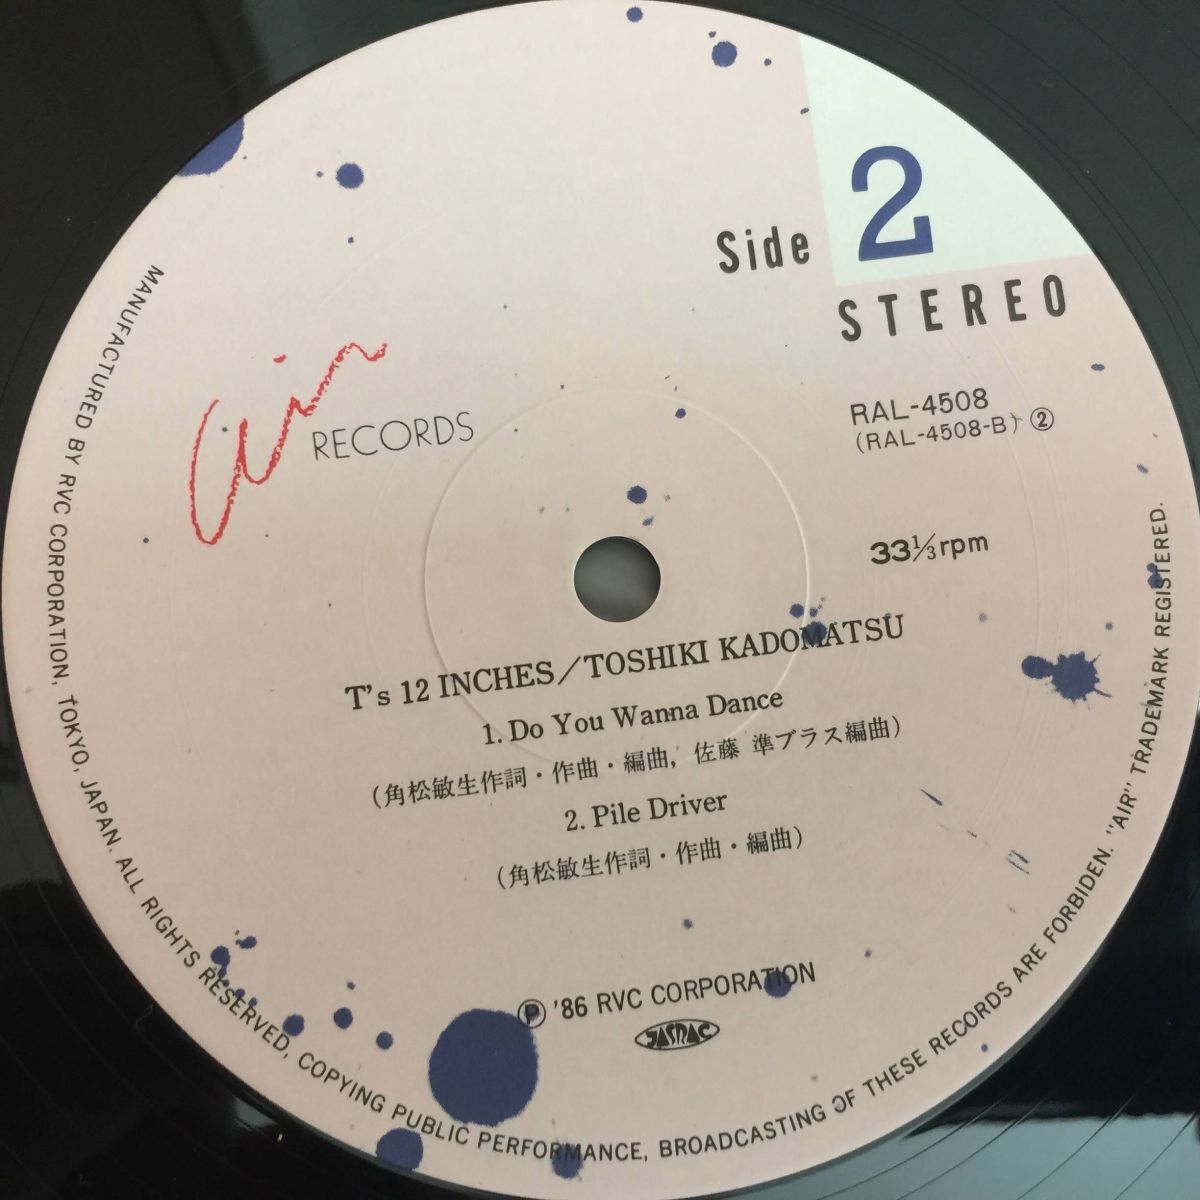 Side 2
STEREO
air RECORDS
RAL-4508
(RAL-4508-B) ②
33⅓rpm
T's 12 INCHES/TOSHIKI KADOMATSU
1. Do You Wanna Dance
(角松敏生作詞・作曲・編曲, 佐藤 準ブラス編曲)
2. Pile Driver
(角松敏生作詞・作曲・編曲)
Ⓟ '86 RVC CORPORATION
JASRAC
MANUFACTURED BY RVC CORPORATION, TOKYO, JAPAN. ALL RIGHTS RESERVED, COPYING PUBLIC PERFORMANCE, BROADCASTING OF THESE RECORDS ARE FORBIDDEN. "AIR" TRADEMARK REGISTERED.